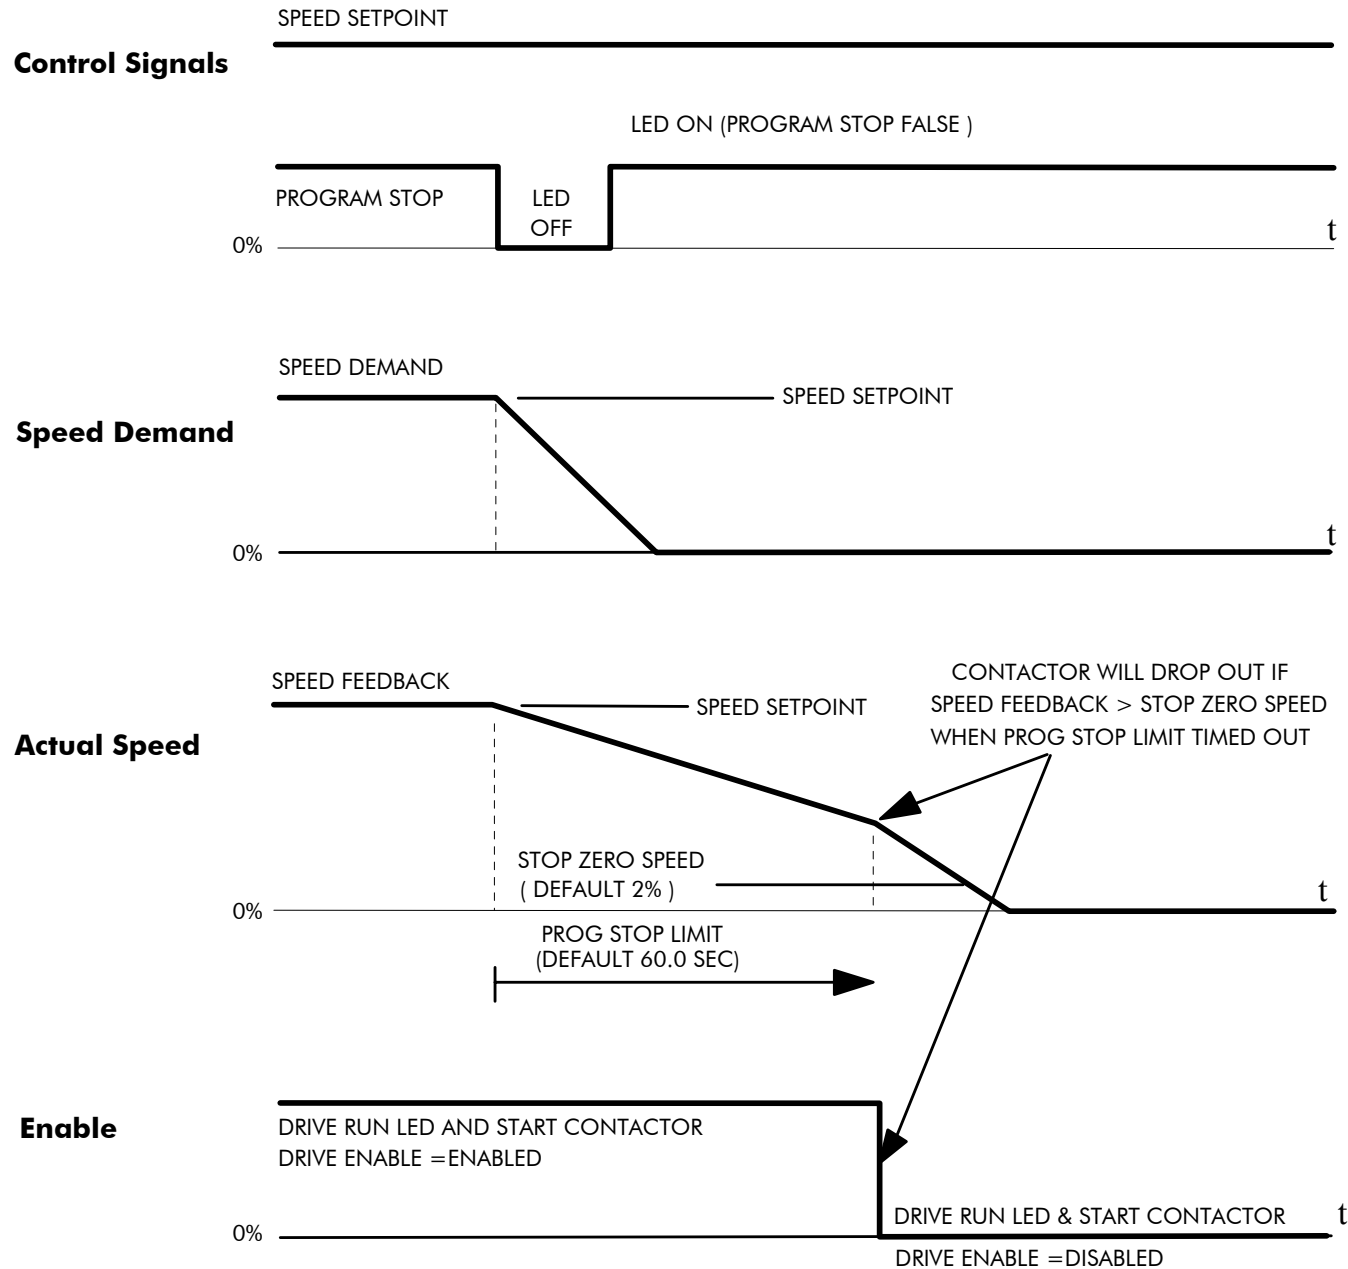 SPEED SETPOINT
Control Signals
LED ON (PROGRAM STOP FALSE )
PROGRAM STOP
LED
OFF
t
0%
SPEED DEMAND
SPEED SETPOINT
Speed Demand
t
0%
CONTACTOR WILL DROP OUT IF
SPEED FEEDBACK > STOP ZERO SPEED
WHEN PROG STOP LIMIT TIMED OUT
SPEED FEEDBACK
SPEED SETPOINT
Actual Speed
STOP ZERO SPEED
( DEFAULT 2% )
t
0%
PROG STOP LIMIT
(DEFAULT 60.0 SEC)
Enable
DRIVE RUN LED AND START CONTACTOR
DRIVE ENABLE =ENABLED
DRIVE RUN LED & START CONTACTOR
t
0%
DRIVE ENABLE =DISABLED